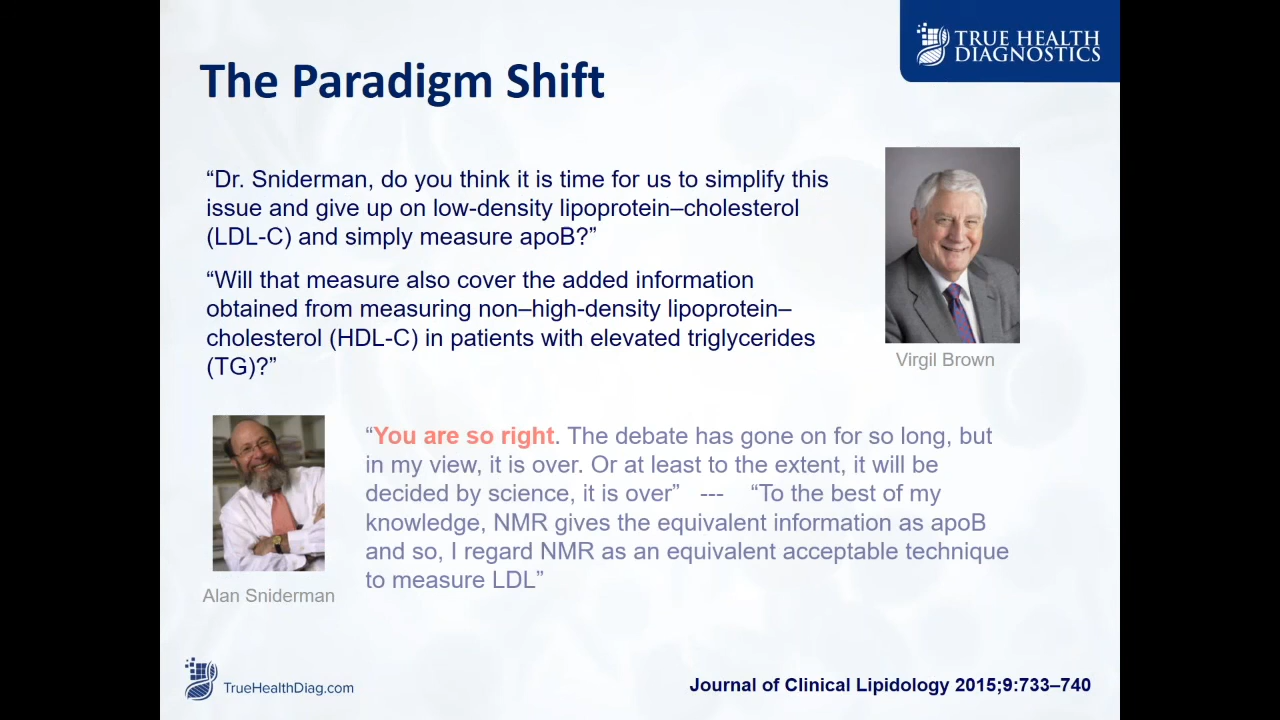 TRUE HEALTH
DIAGNOSTICS
The Paradigm Shift
“Dr. Sniderman, do you think it is time for us to simplify this
issue and give up on low-density lipoprotein–cholesterol
(LDL-C) and simply measure apoB?”
“Will that measure also cover the added information
obtained from measuring non–high-density lipoprotein–
cholesterol (HDL-C) in patients with elevated triglycerides
(TG)?”
Virgil Brown
“You are so right. The debate has gone on for so long, but
in my view, it is over. Or at least to the extent, it will be
decided by science, it is over” --- “To the best of my
knowledge, NMR gives the equivalent information as apoB
and so, I regard NMR as an equivalent acceptable technique
to measure LDL”
Alan Sniderman
TrueHealthDiag.com
Journal of Clinical Lipidology 2015;9:733–740